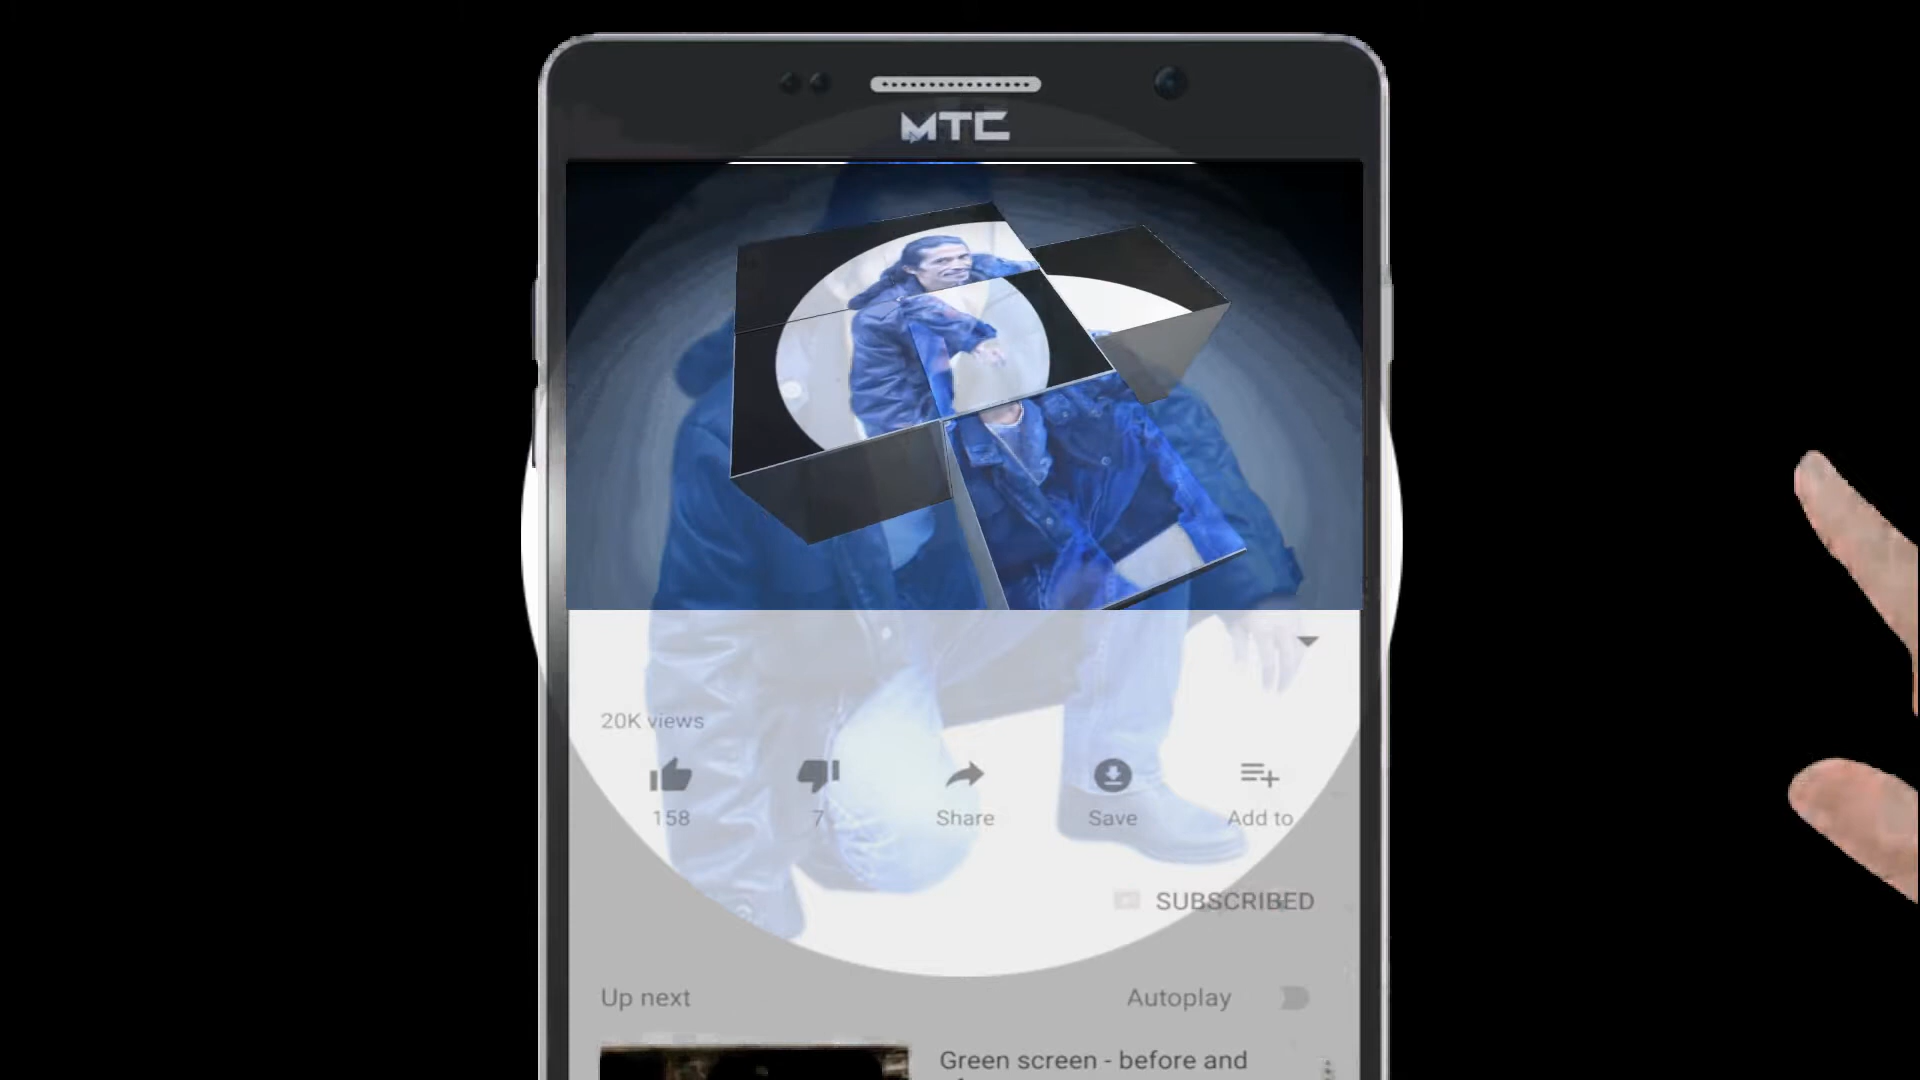 MTC
20K views
158
7
Share
Save
Add to
SUBSCRIBED
Up next
Autoplay
Green screen - before and